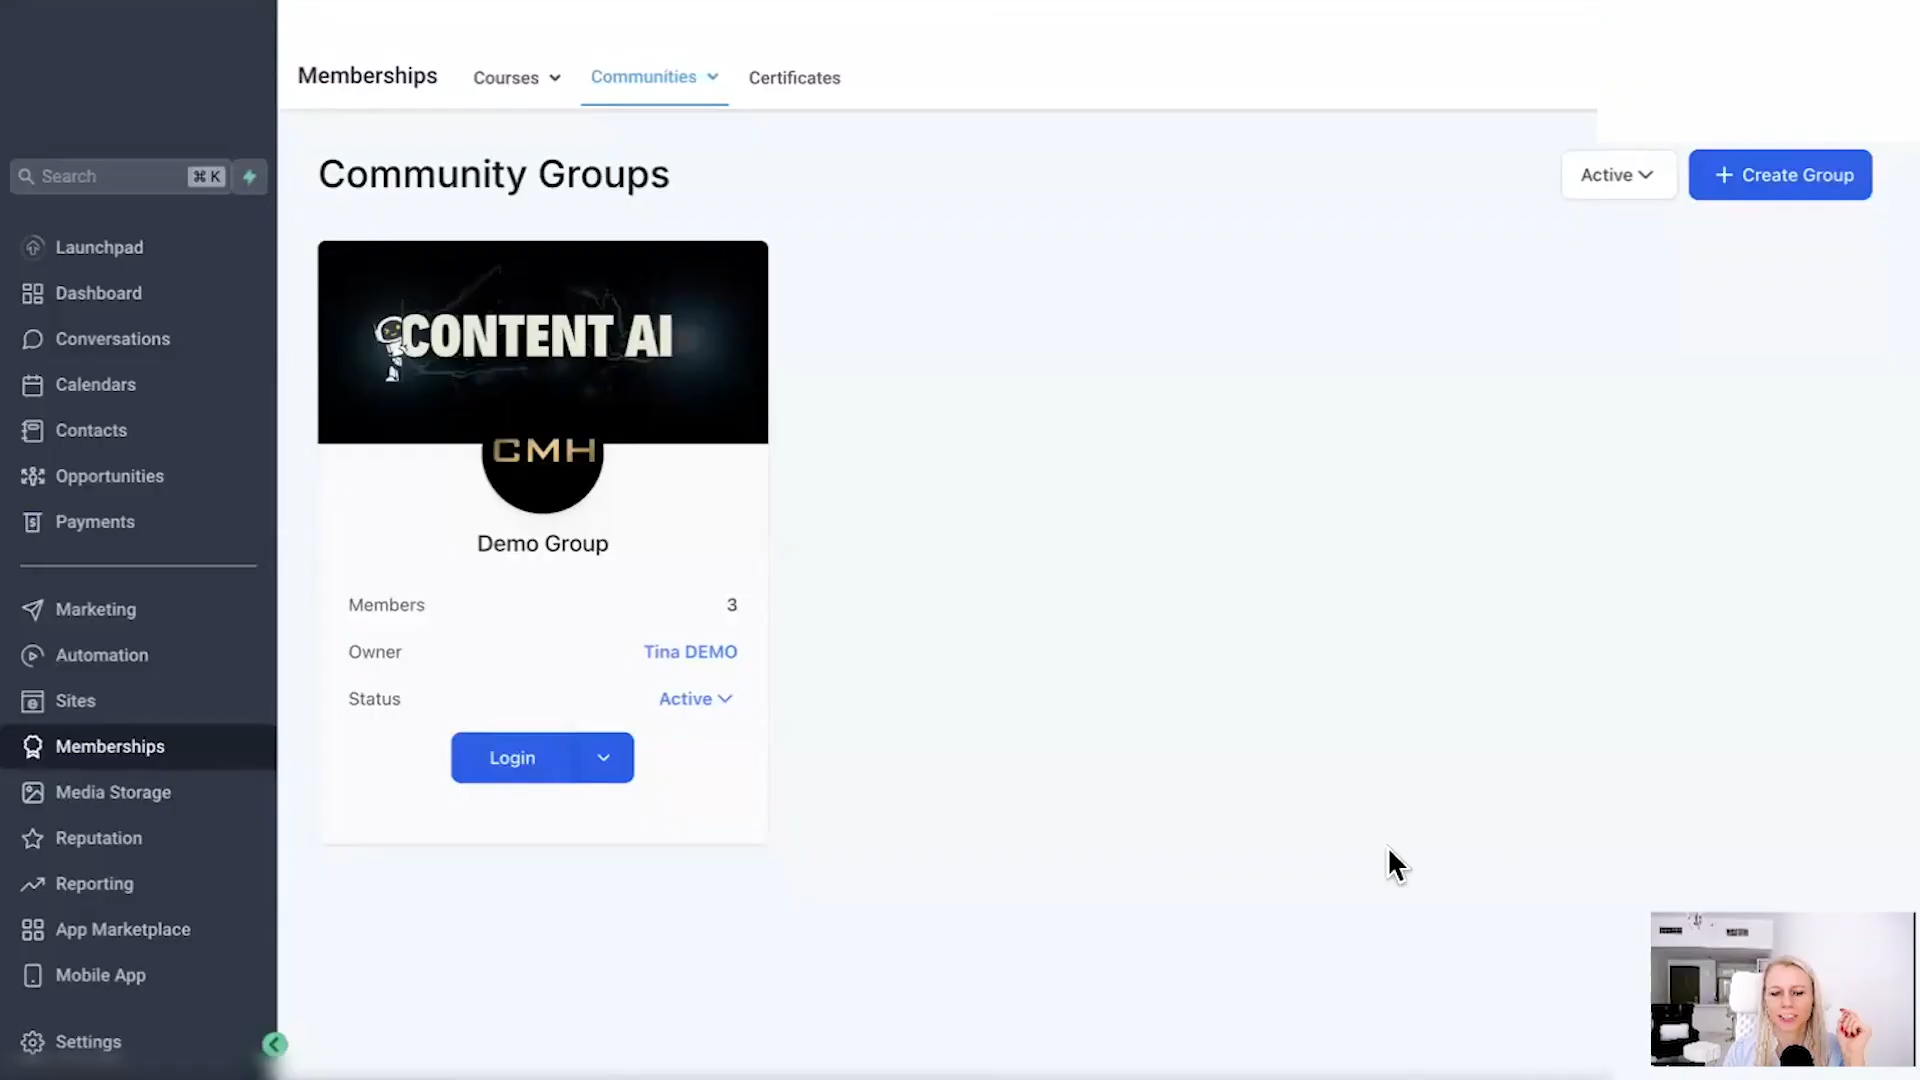 Memberships
Courses
Communities
Certificates
Search
⌘ K
Launchpad
Dashboard
Conversations
Calendars
Contacts
Opportunities
Payments
Marketing
Automation
Sites
Memberships
Media Storage
Reputation
Reporting
App Marketplace
Mobile App
Settings
Community Groups
Active
+ Create Group
CONTENT AI
CMH
Demo Group
Members 3
Owner Tina DEMO
Status Active
Login